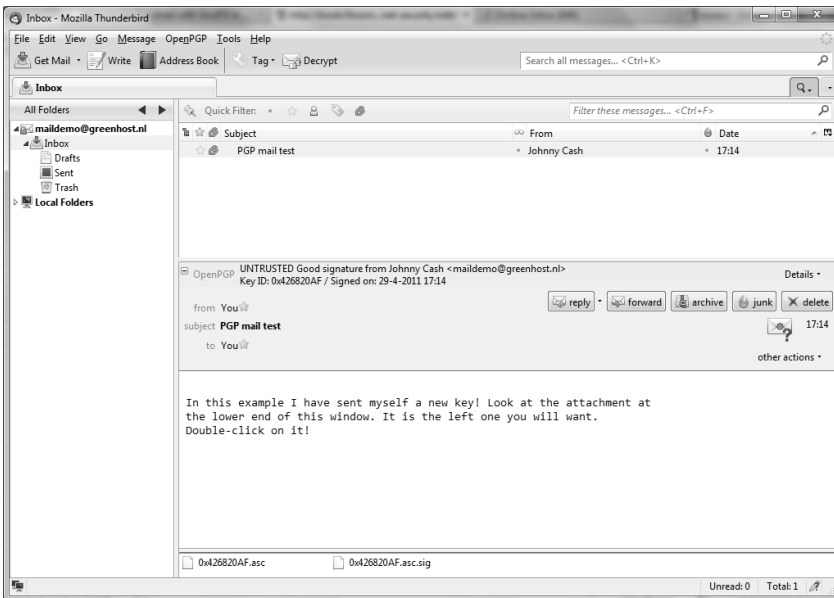 Inbox - Mozilla Thunderbird
File Edit View Go Message OpenPGP Tools Help
Get Mail Write Address Book Tag Decrypt Search all messages... <Ctrl+K>
Inbox
All Folders
Quick Filter: Filter these messages... <Ctrl+F>
maildemo@greenhost.nl
Subject From Date
Inbox
PGP mail test Johnny Cash 17:14
Drafts
Sent
Trash
Local Folders
OpenPGP UNTRUSTED Good signature from Johnny Cash <maildemo@greenhost.nl> Details
Key ID: 0x426820AF / Signed on: 29-4-2011 17:14
reply forward archive junk delete
from You
subject PGP mail test 17:14
to You
other actions
In this example I have sent myself a new key! Look at the attachment at
the lower end of this window. It is the left one you will want.
Double-click on it!
0x426820AF.asc 0x426820AF.asc.sig
Unread: 0 Total: 1